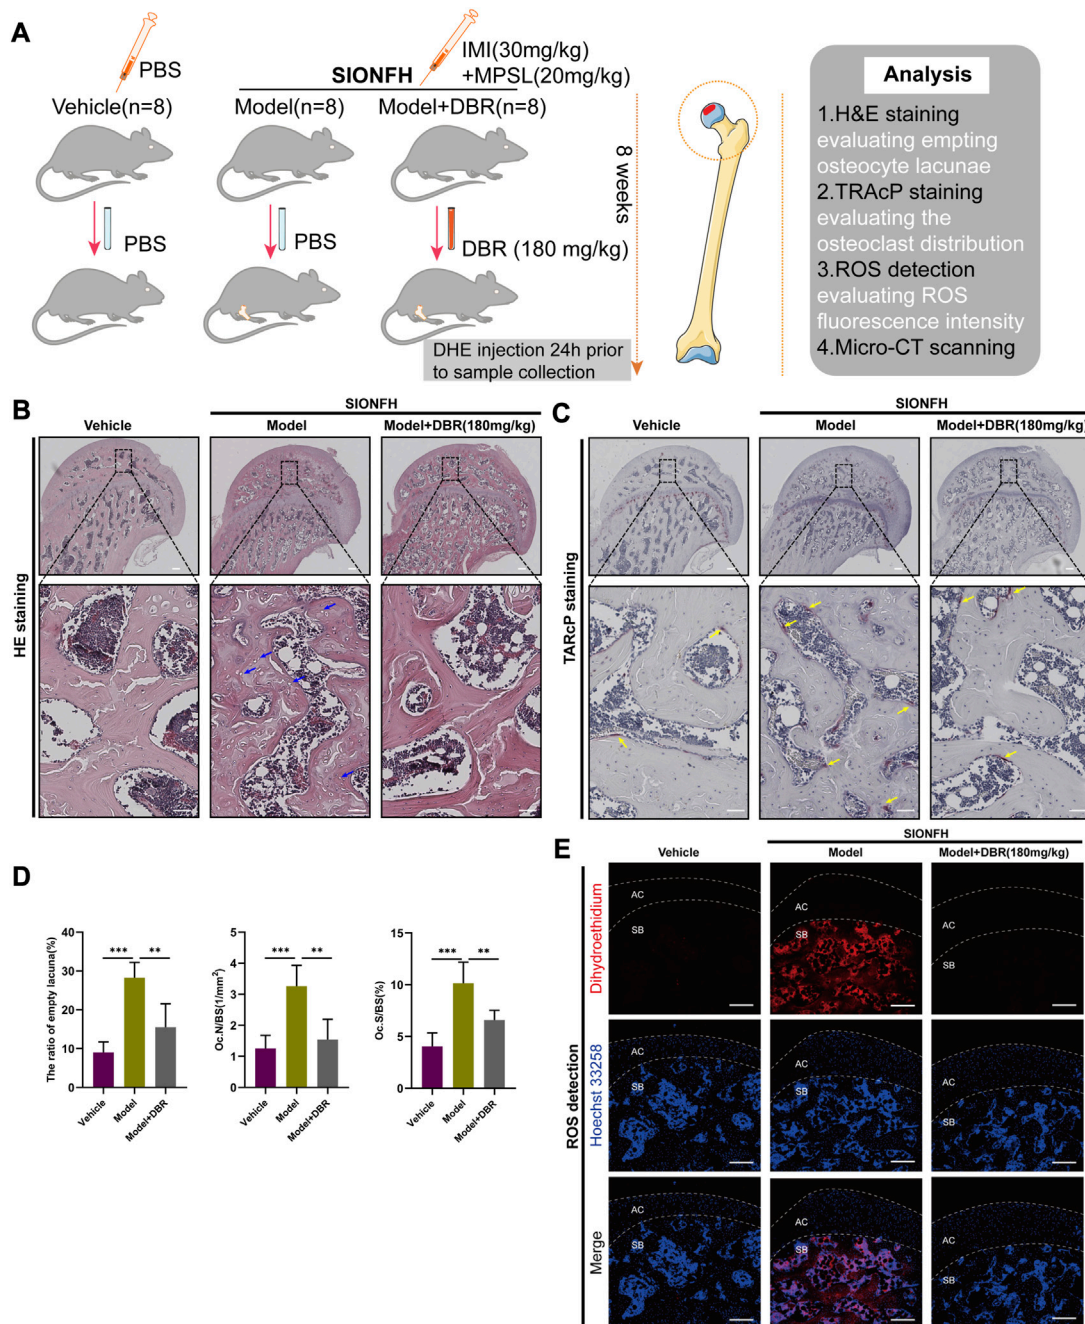 A
PBS
Vehicle(n=8)
SIONFH
IMI(30mg/kg)
+MPSL(20mg/kg)
Model(n=8)
Model+DBR(n=8)
PBS
PBS
DBR (180 mg/kg)
DHE injection 24h prior
to sample collection
8 weeks
Analysis
1.H&E staining
evaluating empting
osteocyte lacunae
2.TRAcP staining
evaluating the
osteoclast distribution
3.ROS detection
evaluating ROS
fluorescence intensity
4.Micro-CT scanning
B
SIONFH
Vehicle
Model
Model+DBR(180mg/kg)
HE staining
C
SIONFH
Vehicle
Model
Model+DBR(180mg/kg)
TARcP staining
D
The ratio of empty lacuna(%)
40
30
20
10
0
***
**
Vehicle
Model
Model+DBR
Oc.N/BS(1/mm²)
5
4
3
2
1
0
***
**
Vehicle
Model
Model+DBR
Oc.S/BS(%)
15
10
5
0
***
**
Vehicle
Model
Model+DBR
E
SIONFH
Vehicle
Model
Model+DBR(180mg/kg)
ROS detection
Dihydroethidium
AC
SB
AC
SB
AC
SB
Hoechst 33258
AC
SB
AC
SB
AC
SB
Merge
AC
SB
AC
SB
AC
SB